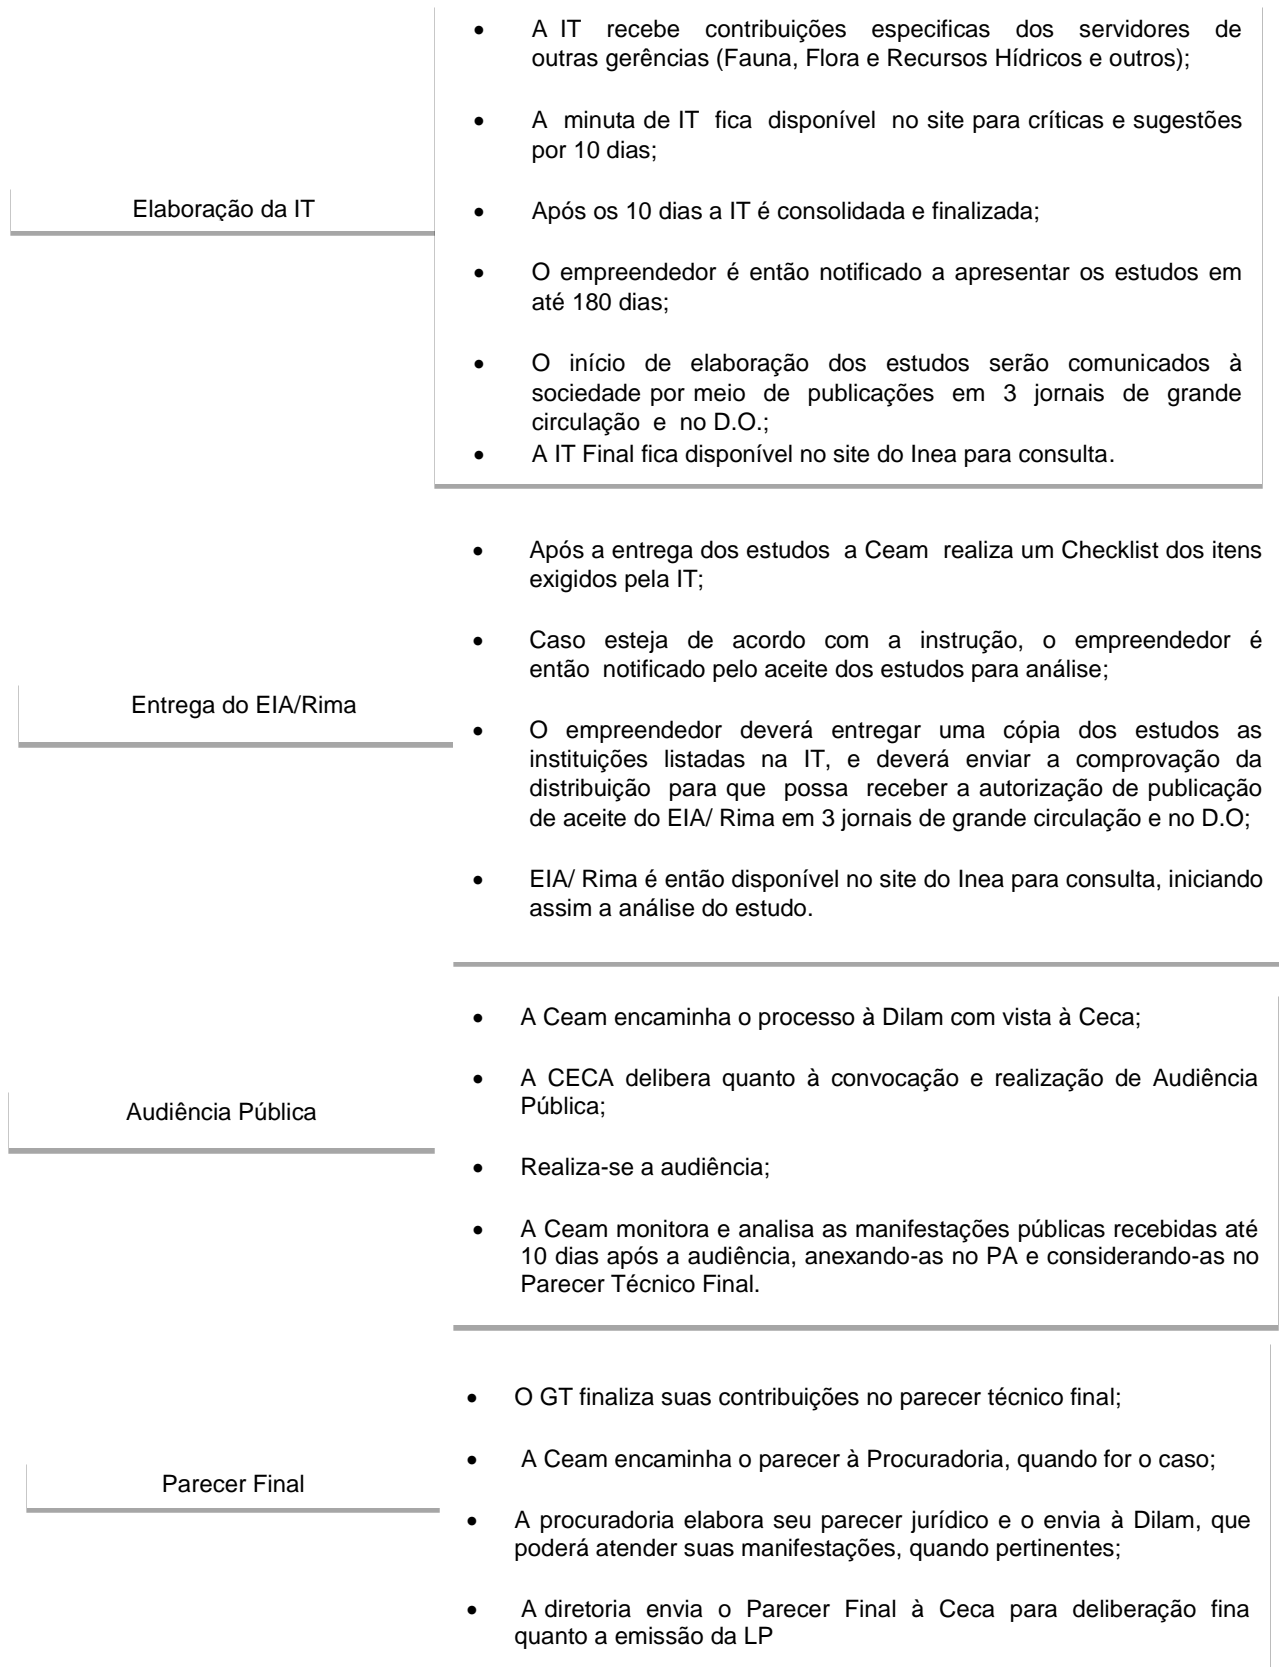 • A IT recebe contribuições especificas dos servidores de
outras gerências (Fauna, Flora e Recursos Hídricos e outros);
• A minuta de IT fica disponível no site para críticas e sugestões
por 10 dias;
Elaboração da IT
• Após os 10 dias a IT é consolidada e finalizada;
• O empreendedor é então notificado a apresentar os estudos em
até 180 dias;
• O início de elaboração dos estudos serão comunicados à
sociedade por meio de publicações em 3 jornais de grande
circulação e no D.O.;
• A IT Final fica disponível no site do Inea para consulta.
• Após a entrega dos estudos a Ceam realiza um Checklist dos itens
exigidos pela IT;
• Caso esteja de acordo com a instrução, o empreendedor é
então notificado pelo aceite dos estudos para análise;
Entrega do EIA/Rima
• O empreendedor deverá entregar uma cópia dos estudos as
instituições listadas na IT, e deverá enviar a comprovação da
distribuição para que possa receber a autorização de publicação
de aceite do EIA/ Rima em 3 jornais de grande circulação e no D.O;
• EIA/ Rima é então disponível no site do Inea para consulta, iniciando
assim a análise do estudo.
• A Ceam encaminha o processo à Dilam com vista à Ceca;
• A CECA delibera quanto à convocação e realização de Audiência
Pública;
Audiência Pública
• Realiza-se a audiência;
• A Ceam monitora e analisa as manifestações públicas recebidas até
10 dias após a audiência, anexando-as no PA e considerando-as no
Parecer Técnico Final.
• O GT finaliza suas contribuições no parecer técnico final;
• A Ceam encaminha o parecer à Procuradoria, quando for o caso;
Parecer Final
• A procuradoria elabora seu parecer jurídico e o envia à Dilam, que
poderá atender suas manifestações, quando pertinentes;
• A diretoria envia o Parecer Final à Ceca para deliberação fina
quanto a emissão da LP